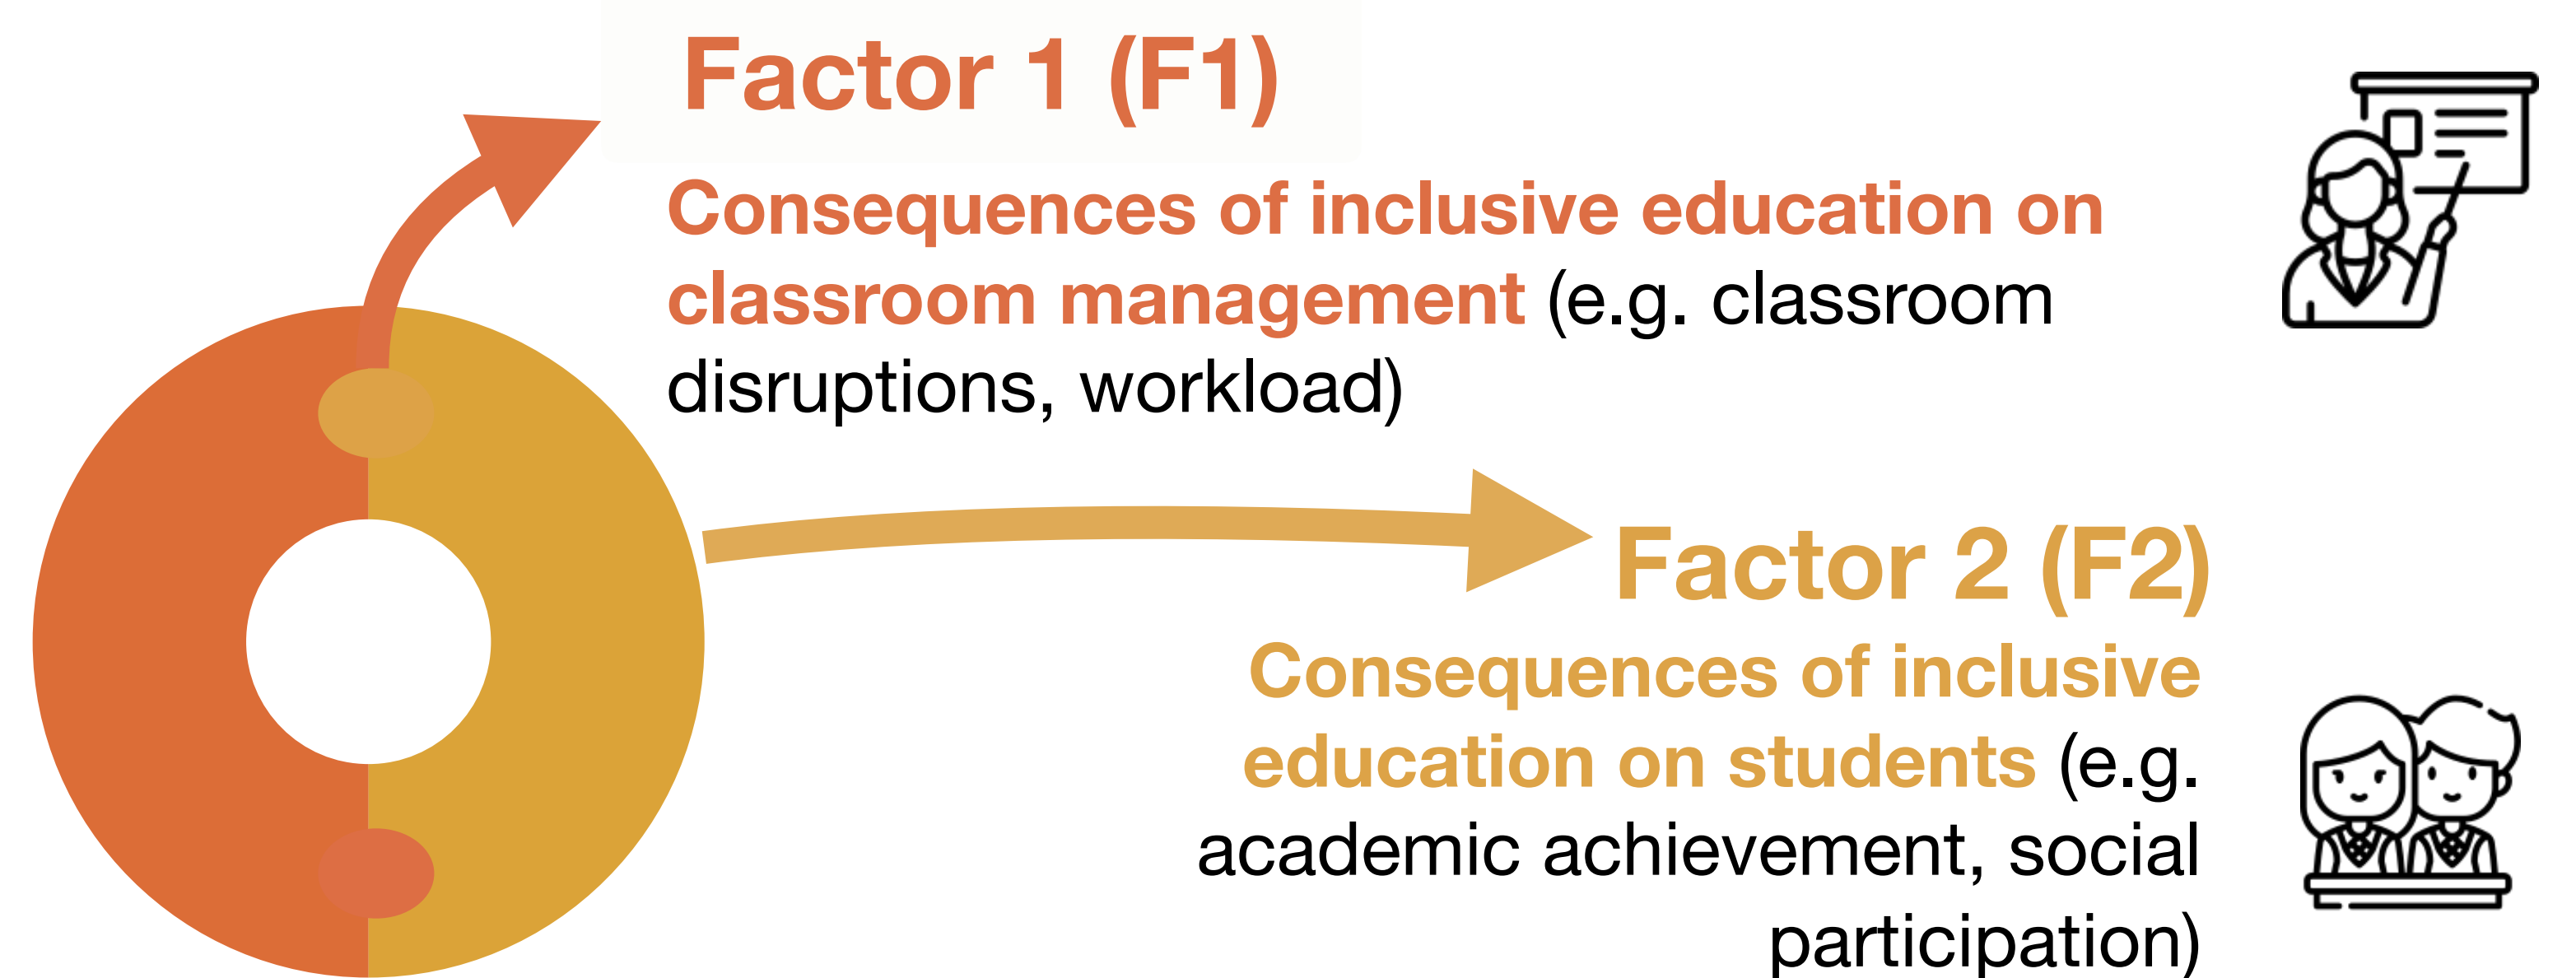 Factor 1 (F1)
Consequences of inclusive education on
classroom management (e.g. classroom
disruptions, workload)
Factor 2 (F2)
Consequences of inclusive
education on students (e.g.
academic achievement, social
participation)